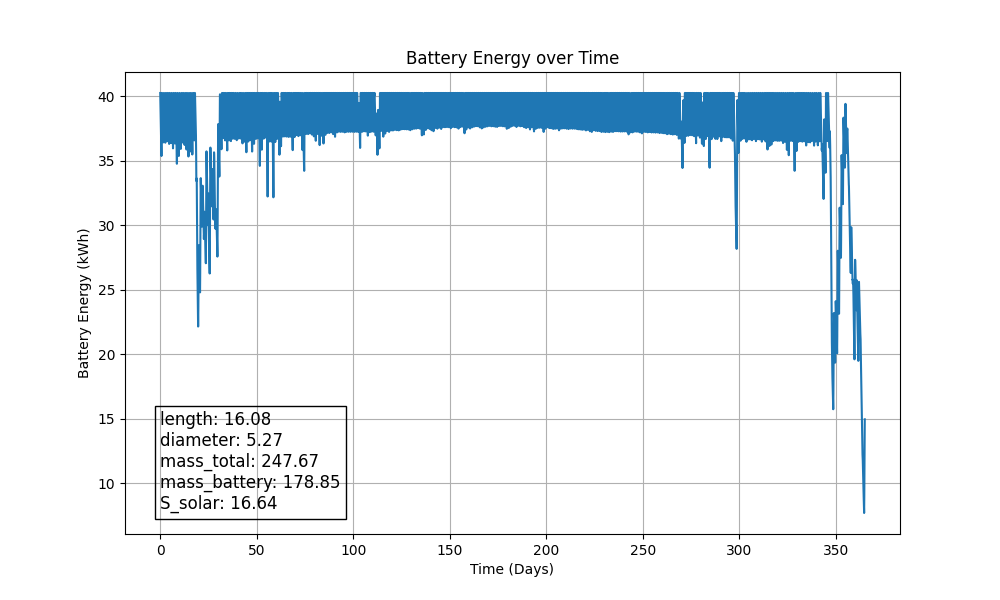 Battery Energy over Time
Battery Energy (kWh)
40
35
30
25
20
15
10
length: 16.08
diameter: 5.27
mass_total: 247.67
mass_battery: 178.85
S_solar: 16.64
0 50 100 150 200 250 300 350
Time (Days)